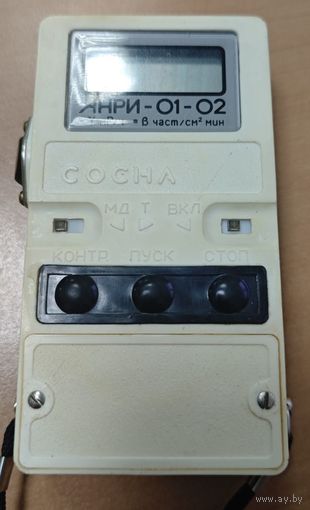 АНРИ-01-02
= β част/см² мин
СОСНА
МД Т ВКЛ
КОНТР. ПУСК СТОП
www.ay.by